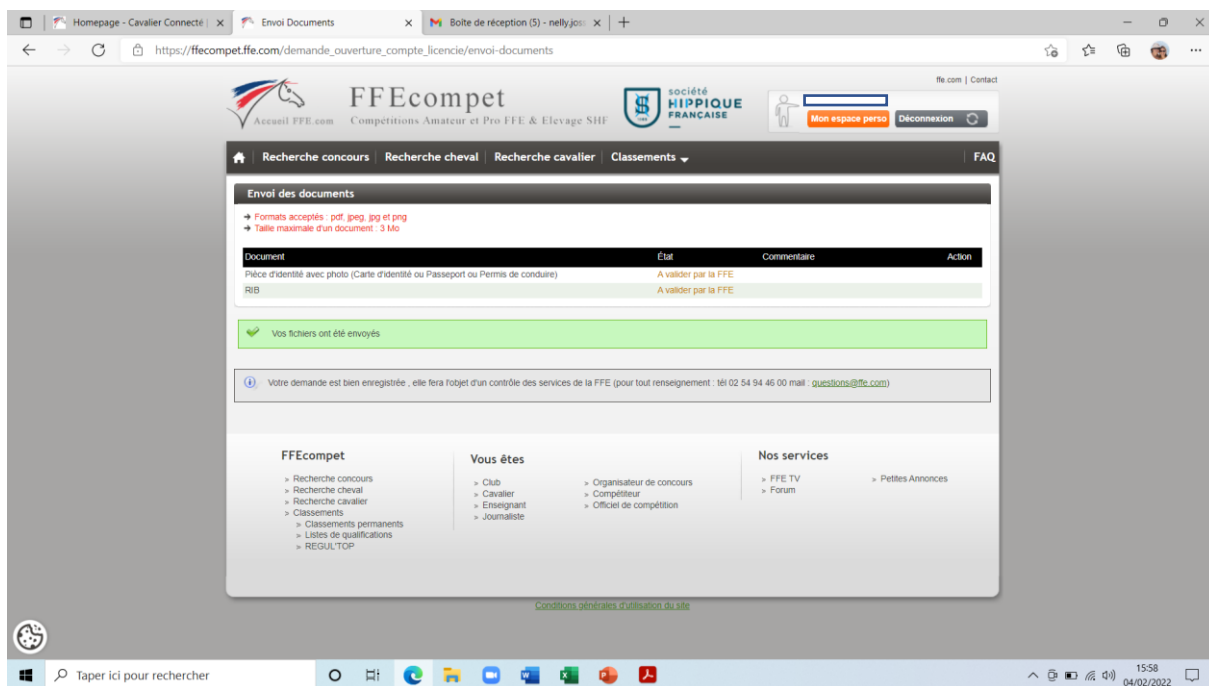 Homepage - Cavalier Connecté |
Envoi Documents
Boîte de réception (5) - nelly.joss
https://ffecompet.ffe.com/demande_ouverture_compte_licencie/envoi-documents
ffe.com | Contact
Accueil FFE.com
FFEcompet
Compétitions Amateur et Pro FFE & Elevage SHF
société
HIPPIQUE
FRANÇAISE
Mon espace perso
Déconnexion
Recherche concours
Recherche cheval
Recherche cavalier
Classements
FAQ
Envoi des documents
Formats acceptés : pdf, jpeg, jpg et png
Taille maximale d'un document : 3 Mo
Document État Commentaire Action
Pièce d'identité avec photo (Carte d'identité ou Passeport ou Permis de conduire) A valider par la FFE
RIB A valider par la FFE
Vos fichiers ont été envoyés
Votre demande est bien enregistrée , elle fera l'objet d'un contrôle des services de la FFE (pour tout renseignement : tél 02 54 94 46 00 mail : questions@ffe.com)
FFEcompet
» Recherche concours
» Recherche cheval
» Recherche cavalier
» Classements
» Classements permanents
» Listes de qualifications
» REGUL'TOP
Vous êtes
» Club
» Cavalier
» Enseignant
» Journaliste
» Organisateur de concours
» Compétiteur
» Officiel de compétition
Nos services
» FFE TV
» Forum
» Petites Annonces
Conditions générales d'utilisation du site
Taper ici pour rechercher
15:58
04/02/2022